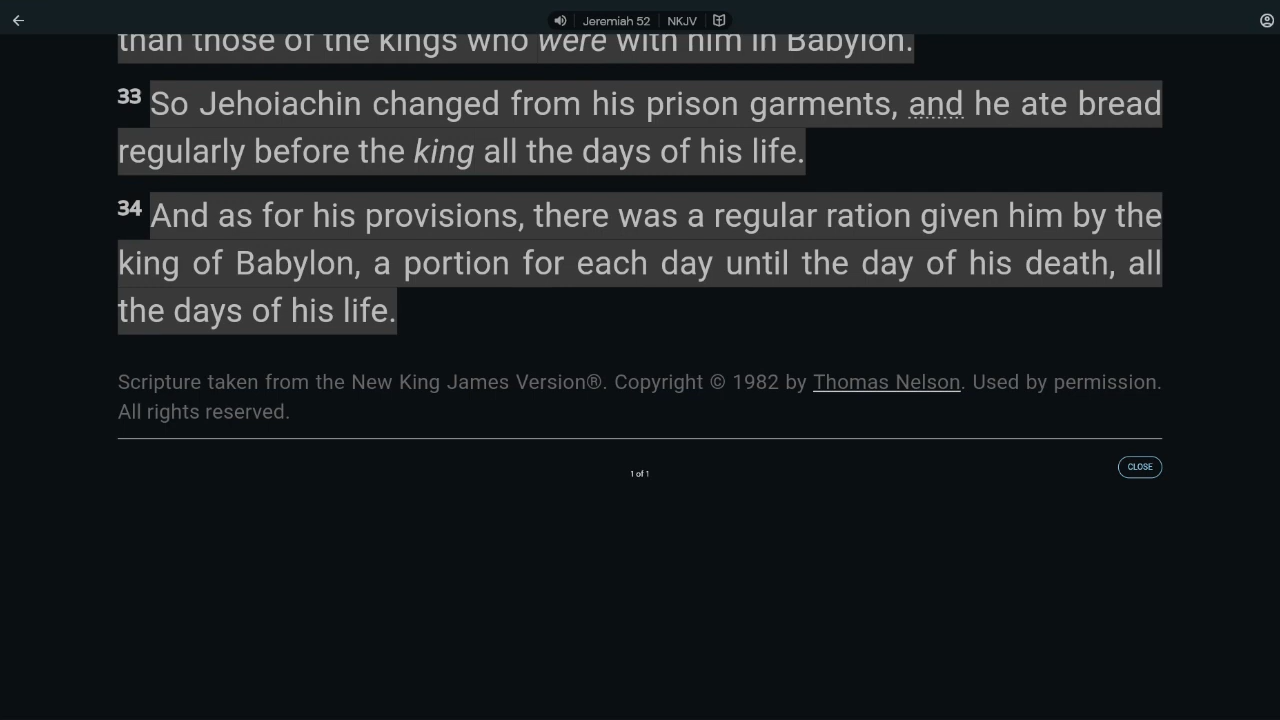 Jeremiah 52 NKJV
than those of the kings who were with him in Babylon.
33 So Jehoiachin changed from his prison garments, and he ate bread
regularly before the king all the days of his life.
34 And as for his provisions, there was a regular ration given him by the
king of Babylon, a portion for each day until the day of his death, all
the days of his life.
Scripture taken from the New King James Version®. Copyright © 1982 by Thomas Nelson. Used by permission.
All rights reserved.
1 of 1
CLOSE